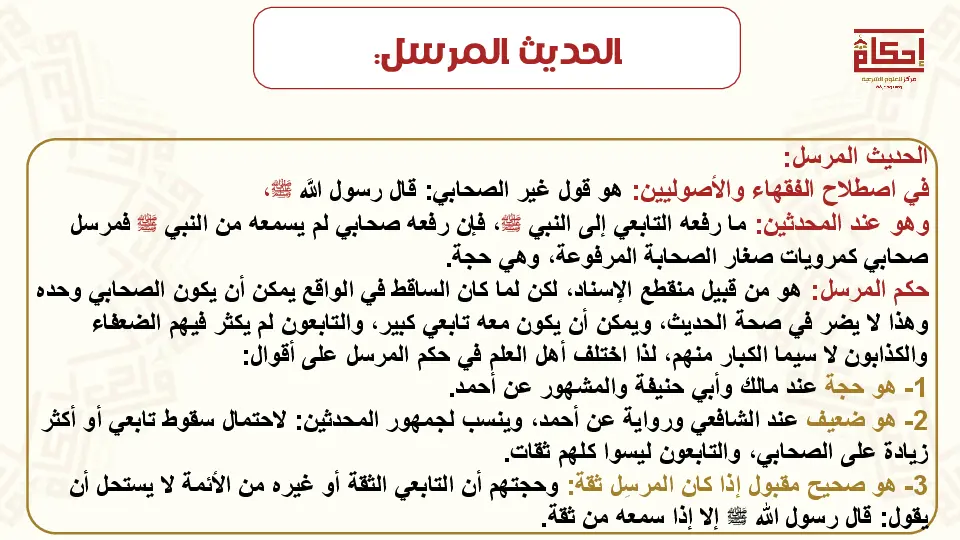 الحديث المرسل:
إحكام
مركز للعلوم الشرعية
الحديث المرسل:
في اصطلاح الفقهاء والأصوليين: هو قول غير الصحابي: قال رسول الله ﷺ،
وهو عند المحدثين: ما رفعه التابعي إلى النبي ﷺ، فإن رفعه صحابي لم يسمعه من النبي ﷺ فمرسل
صحابي كمرويات صغار الصحابة المرفوعة، وهي حجة.
حكم المرسل: هو من قبيل منقطع الإسناد، لكن لما كان الساقط في الواقع يمكن أن يكون الصحابي وحده
وهذا لا يضر في صحة الحديث، ويمكن أن يكون معه تابعي كبير، والتابعون لم يكثر فيهم الضعفاء
والكذابون لا سيما الكبار منهم، لذا اختلف أهل العلم في حكم المرسل على أقوال:
1- هو حجة عند مالك وأبي حنيفة والمشهور عن أحمد.
2- هو ضعيف عند الشافعي ورواية عن أحمد، وينسب لجمهور المحدثين: لاحتمال سقوط تابعي أو أكثر
زيادة على الصحابي، والتابعون ليسوا كلهم ثقات.
3- هو صحيح مقبول إذا كان المرسِل ثقة: وحجتهم أن التابعي الثقة أو غيره من الأئمة لا يستحل أن
يقول: قال رسول الله ﷺ إلا إذا سمعه من ثقة.